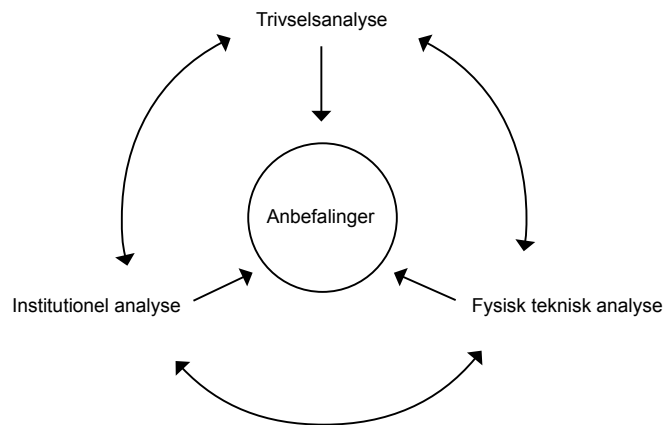 Trivselsanalyse
Anbefalinger
Institutionel analyse
Fysisk teknisk analyse